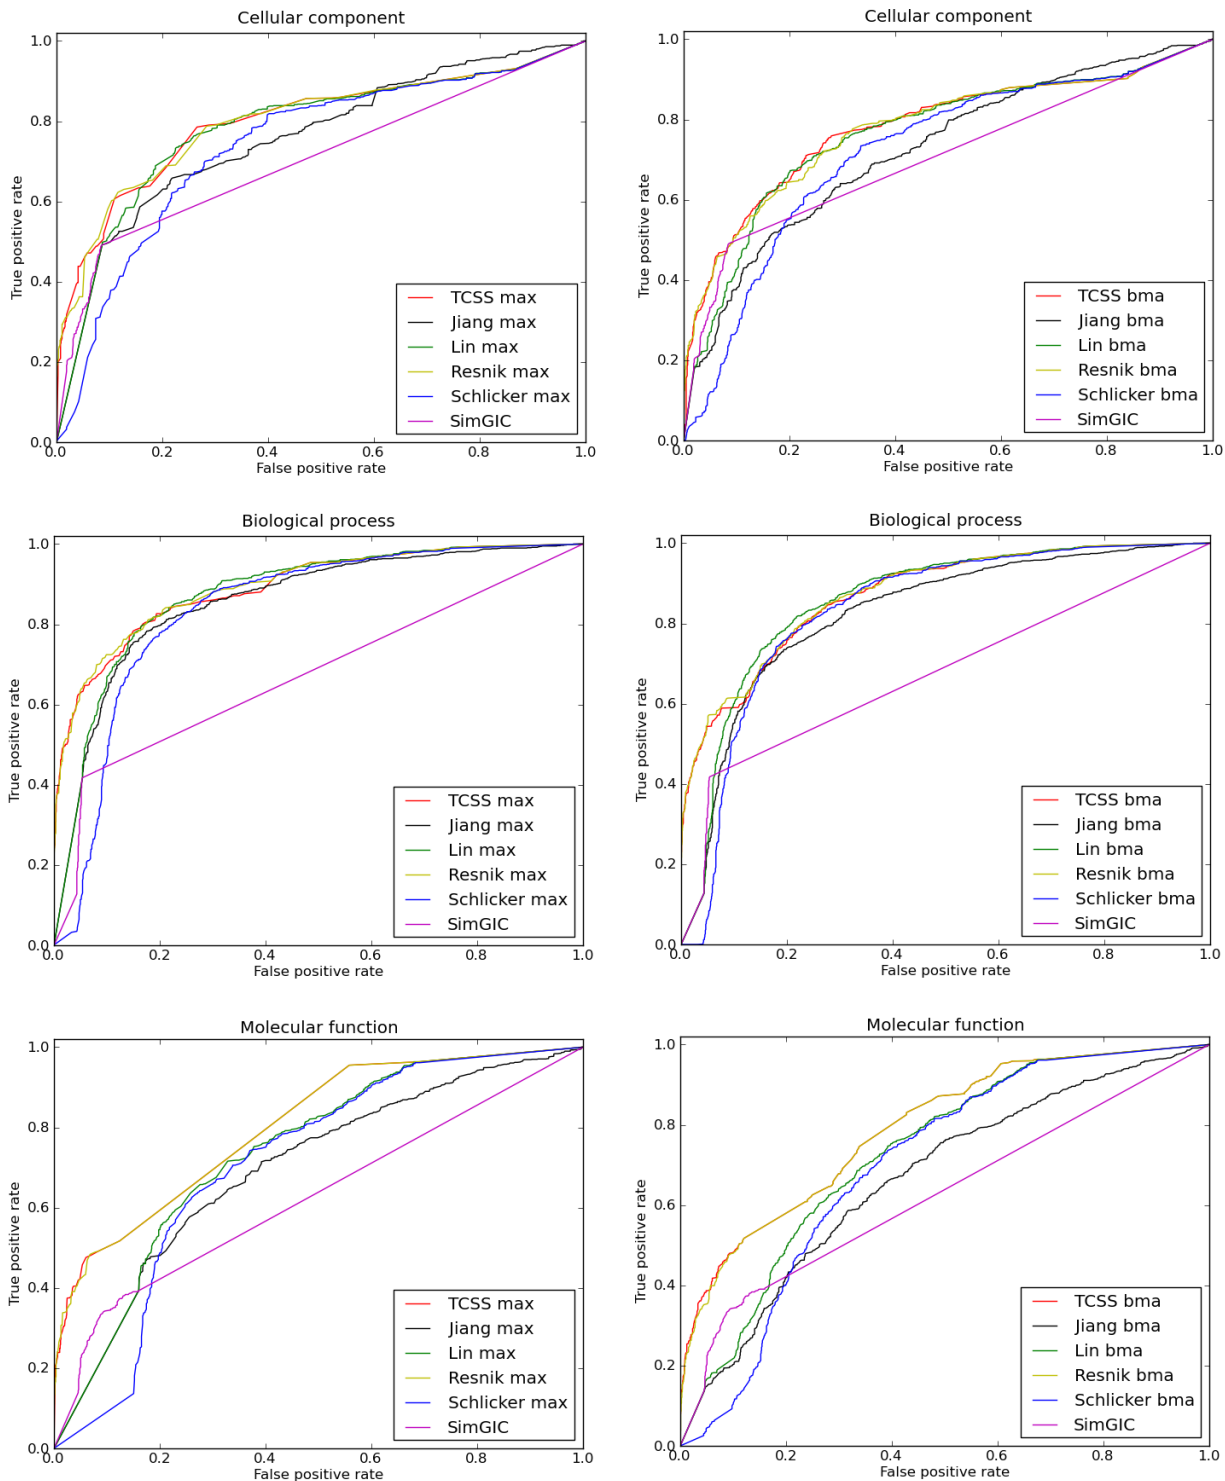 Cellular component
1.0
0.8
0.6
0.4
0.2
0.0
True positive rate
TCSS max
Jiang max
Lin max
Resnik max
Schlicker max
SimGIC
0.0 0.2 0.4 0.6 0.8 1.0
False positive rate
Cellular component
1.0
0.8
0.6
0.4
0.2
0.0
True positive rate
TCSS bma
Jiang bma
Lin bma
Resnik bma
Schlicker bma
SimGIC
0.0 0.2 0.4 0.6 0.8 1.0
False positive rate
Biological process
1.0
0.8
0.6
0.4
0.2
0.0
True positive rate
TCSS max
Jiang max
Lin max
Resnik max
Schlicker max
SimGIC
0.0 0.2 0.4 0.6 0.8 1.0
False positive rate
Biological process
1.0
0.8
0.6
0.4
0.2
0.0
True positive rate
TCSS bma
Jiang bma
Lin bma
Resnik bma
Schlicker bma
SimGIC
0.0 0.2 0.4 0.6 0.8 1.0
False positive rate
Molecular function
1.0
0.8
0.6
0.4
0.2
0.0
True positive rate
TCSS max
Jiang max
Lin max
Resnik max
Schlicker max
SimGIC
0.0 0.2 0.4 0.6 0.8 1.0
False positive rate
Molecular function
1.0
0.8
0.6
0.4
0.2
0.0
True positive rate
TCSS bma
Jiang bma
Lin bma
Resnik bma
Schlicker bma
SimGIC
0.0 0.2 0.4 0.6 0.8 1.0
False positive rate